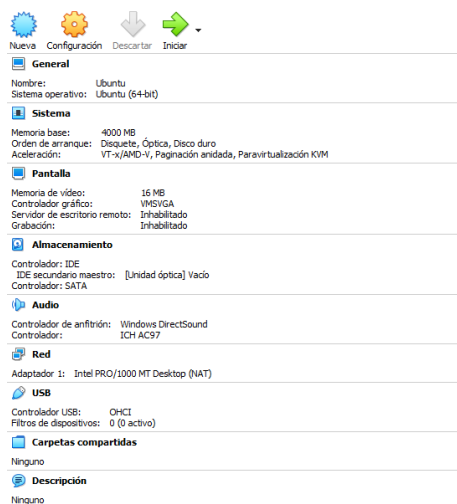 Nueva Configuración Descartar Iniciar
General
Nombre: Ubuntu
Sistema operativo: Ubuntu (64-bit)
Sistema
Memoria base: 4000 MB
Orden de arranque: Disquete, Óptica, Disco duro
Aceleración: VT-x/AMD-V, Paginación anidada, Paravirtualización KVM
Pantalla
Memoria de vídeo: 16 MB
Controlador gráfico: VMSVGA
Servidor de escritorio remoto: Inhabilitado
Grabación: Inhabilitado
Almacenamiento
Controlador: IDE
IDE secundario maestro: [Unidad óptica] Vacío
Controlador: SATA
Audio
Controlador de anfitrión: Windows DirectSound
Controlador: ICH AC97
Red
Adaptador 1: Intel PRO/1000 MT Desktop (NAT)
USB
Controlador USB: OHCI
Filtros de dispositivos: 0 (0 activo)
Carpetas compartidas
Ninguno
Descripción
Ninguno